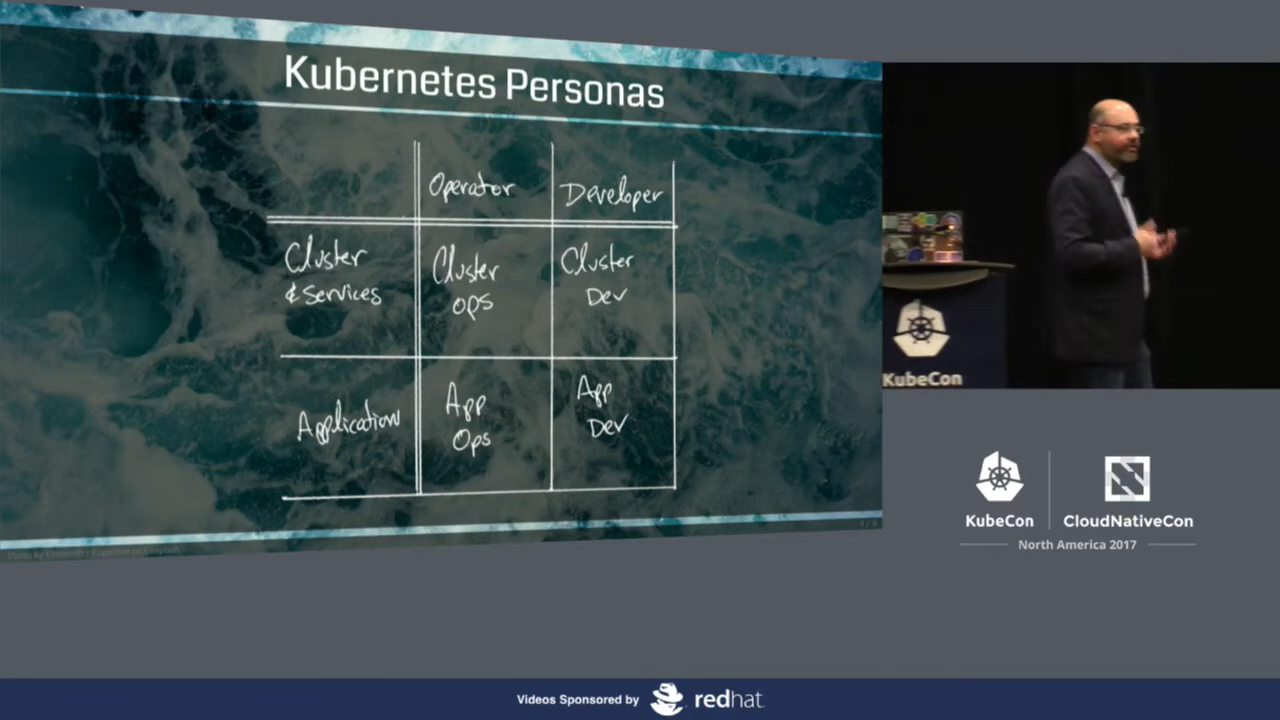 Kubernetes Personas
Operator
Developer
Cluster
& Services
Cluster
Ops
Cluster
Dev
Application
App
Ops
App
Dev
KubeCon
KubeCon
CloudNativeCon
North America 2017
Videos Sponsored by
redhat